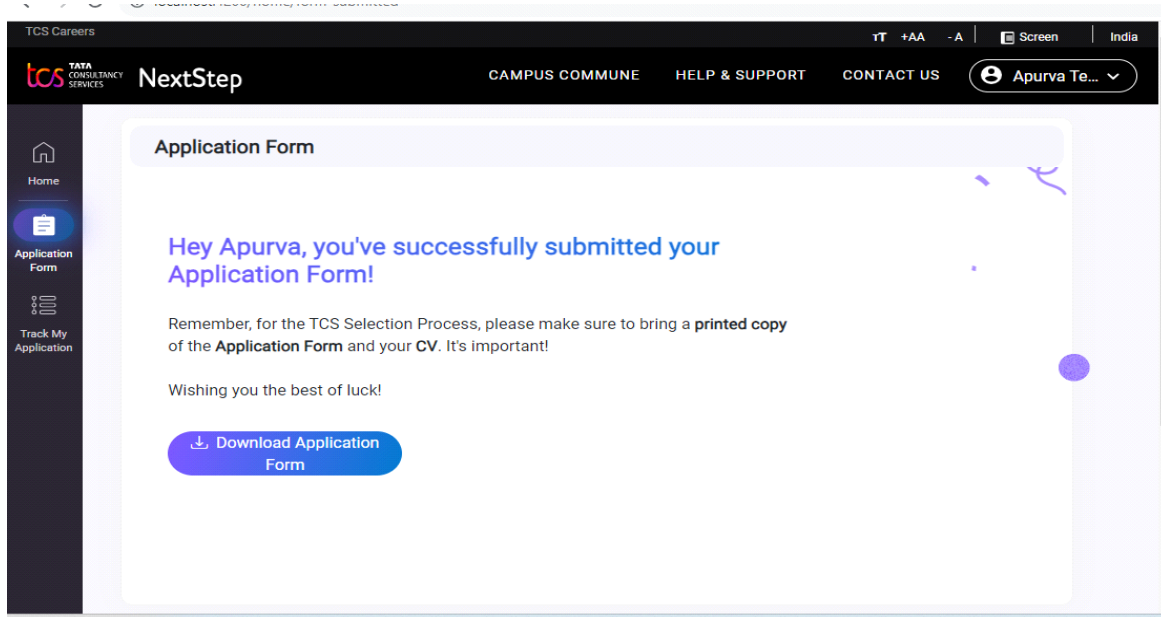 TCS Careers
TT +AA -A Screen India
tcs TATA CONSULTANCY SERVICES NextStep CAMPUS COMMUNE HELP & SUPPORT CONTACT US Apurva Te...
Application Form
Home
Application
Form
Track My
Application
Hey Apurva, you've successfully submitted your
Application Form!
Remember, for the TCS Selection Process, please make sure to bring a printed copy
of the Application Form and your CV. It's important!
Wishing you the best of luck!
Download Application
Form